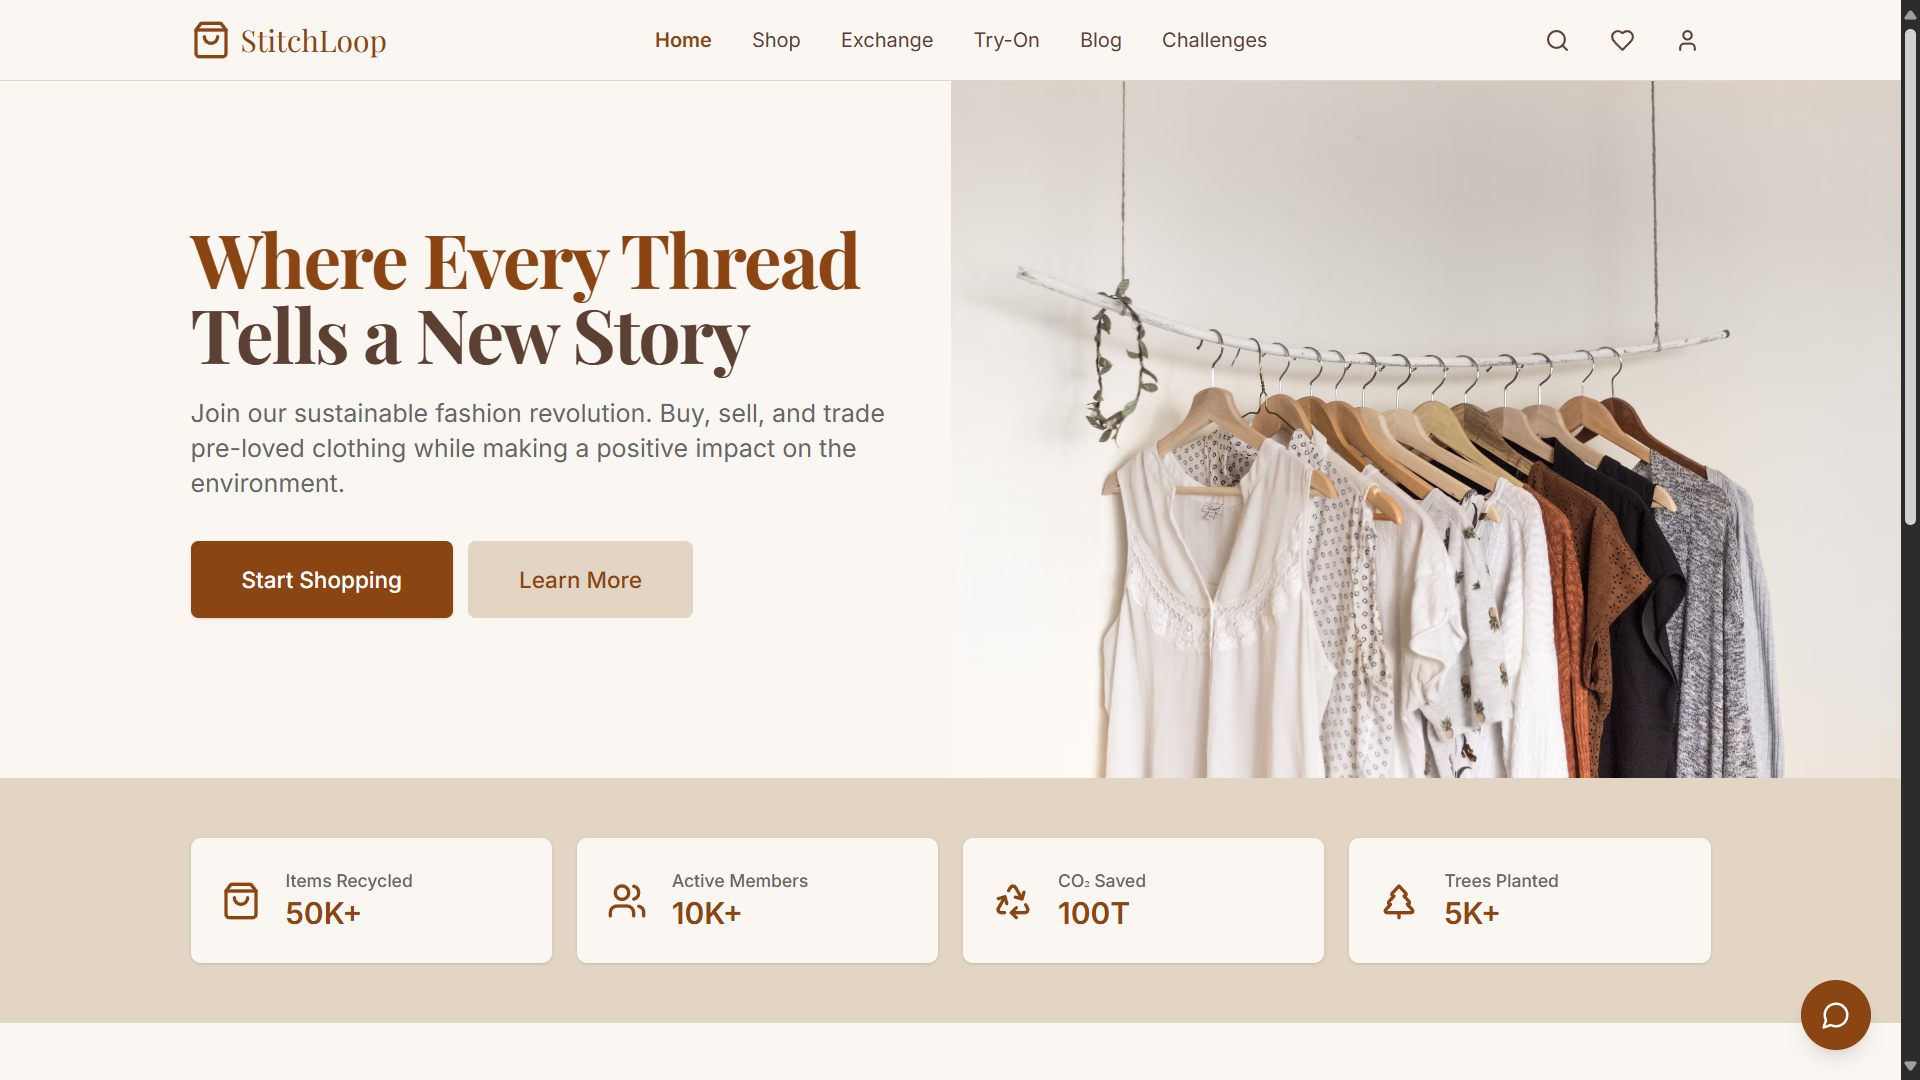 StitchLoop
Home
Shop
Exchange
Try-On
Blog
Challenges
Where Every Thread
Tells a New Story
Join our sustainable fashion revolution. Buy, sell, and trade
pre-loved clothing while making a positive impact on the
environment.
Start Shopping
Learn More
Items Recycled
50K+
Active Members
10K+
CO₂ Saved
100T
Trees Planted
5K+